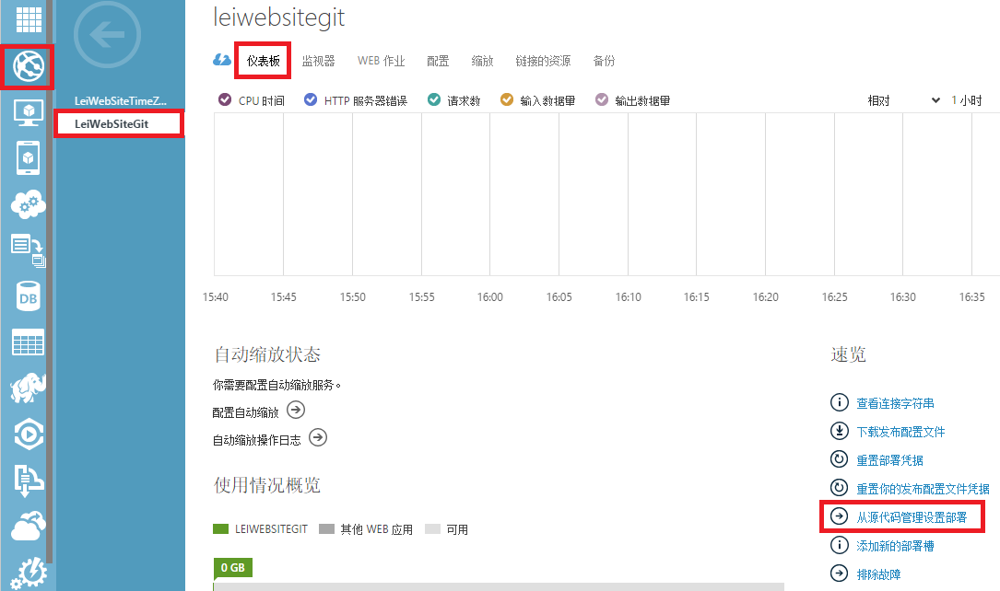 leiwebsitegit
仪表板 监视器 WEB 作业 配置 缩放 链接的资源 备份
LeiWebSiteTimeZ...
LeiWebSiteGit
CPU 时间 HTTP 服务器错误 请求数 输入数据量 输出数据量 相对 1 小时
15:40 15:45 15:50 15:55 16:00 16:05 16:10 16:15 16:20 16:25 16:30 16:35
DB
自动缩放状态
你需要配置自动缩放服务。
配置自动缩放
自动缩放操作日志
使用情况概览
LEIWEBSITEGIT 其他 WEB 应用 可用
0 GB
速览
查看连接字符串
下载发布配置文件
重置部署凭据
重置你的发布配置文件凭据
从源代码管理设置部署
添加新的部署槽
排除故障